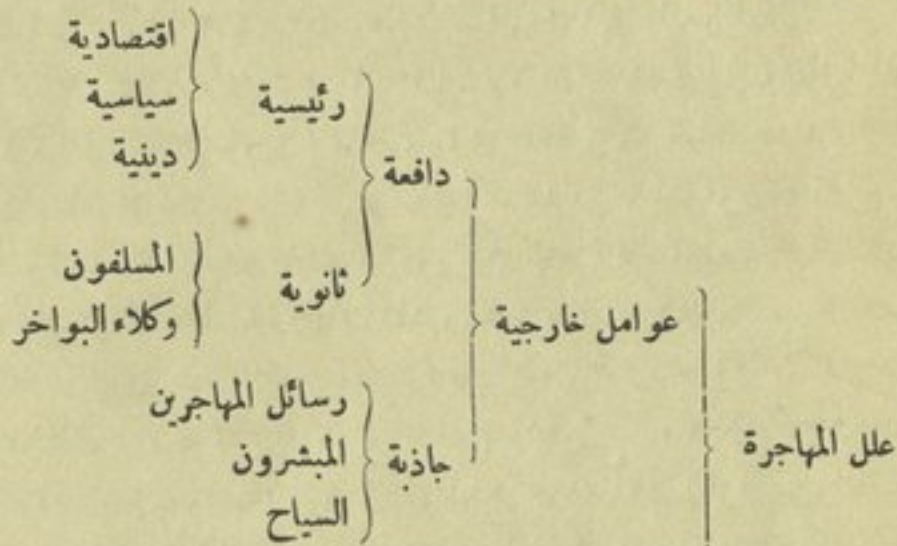 علل المهاجرة
عوامل خارجية
دافعة
رئيسية
اقتصادية
سياسية
دينية
ثانوية
المسلفون
وكلاء البواخر
جاذبة
رسائل المهاجرين
المبشرون
السياح